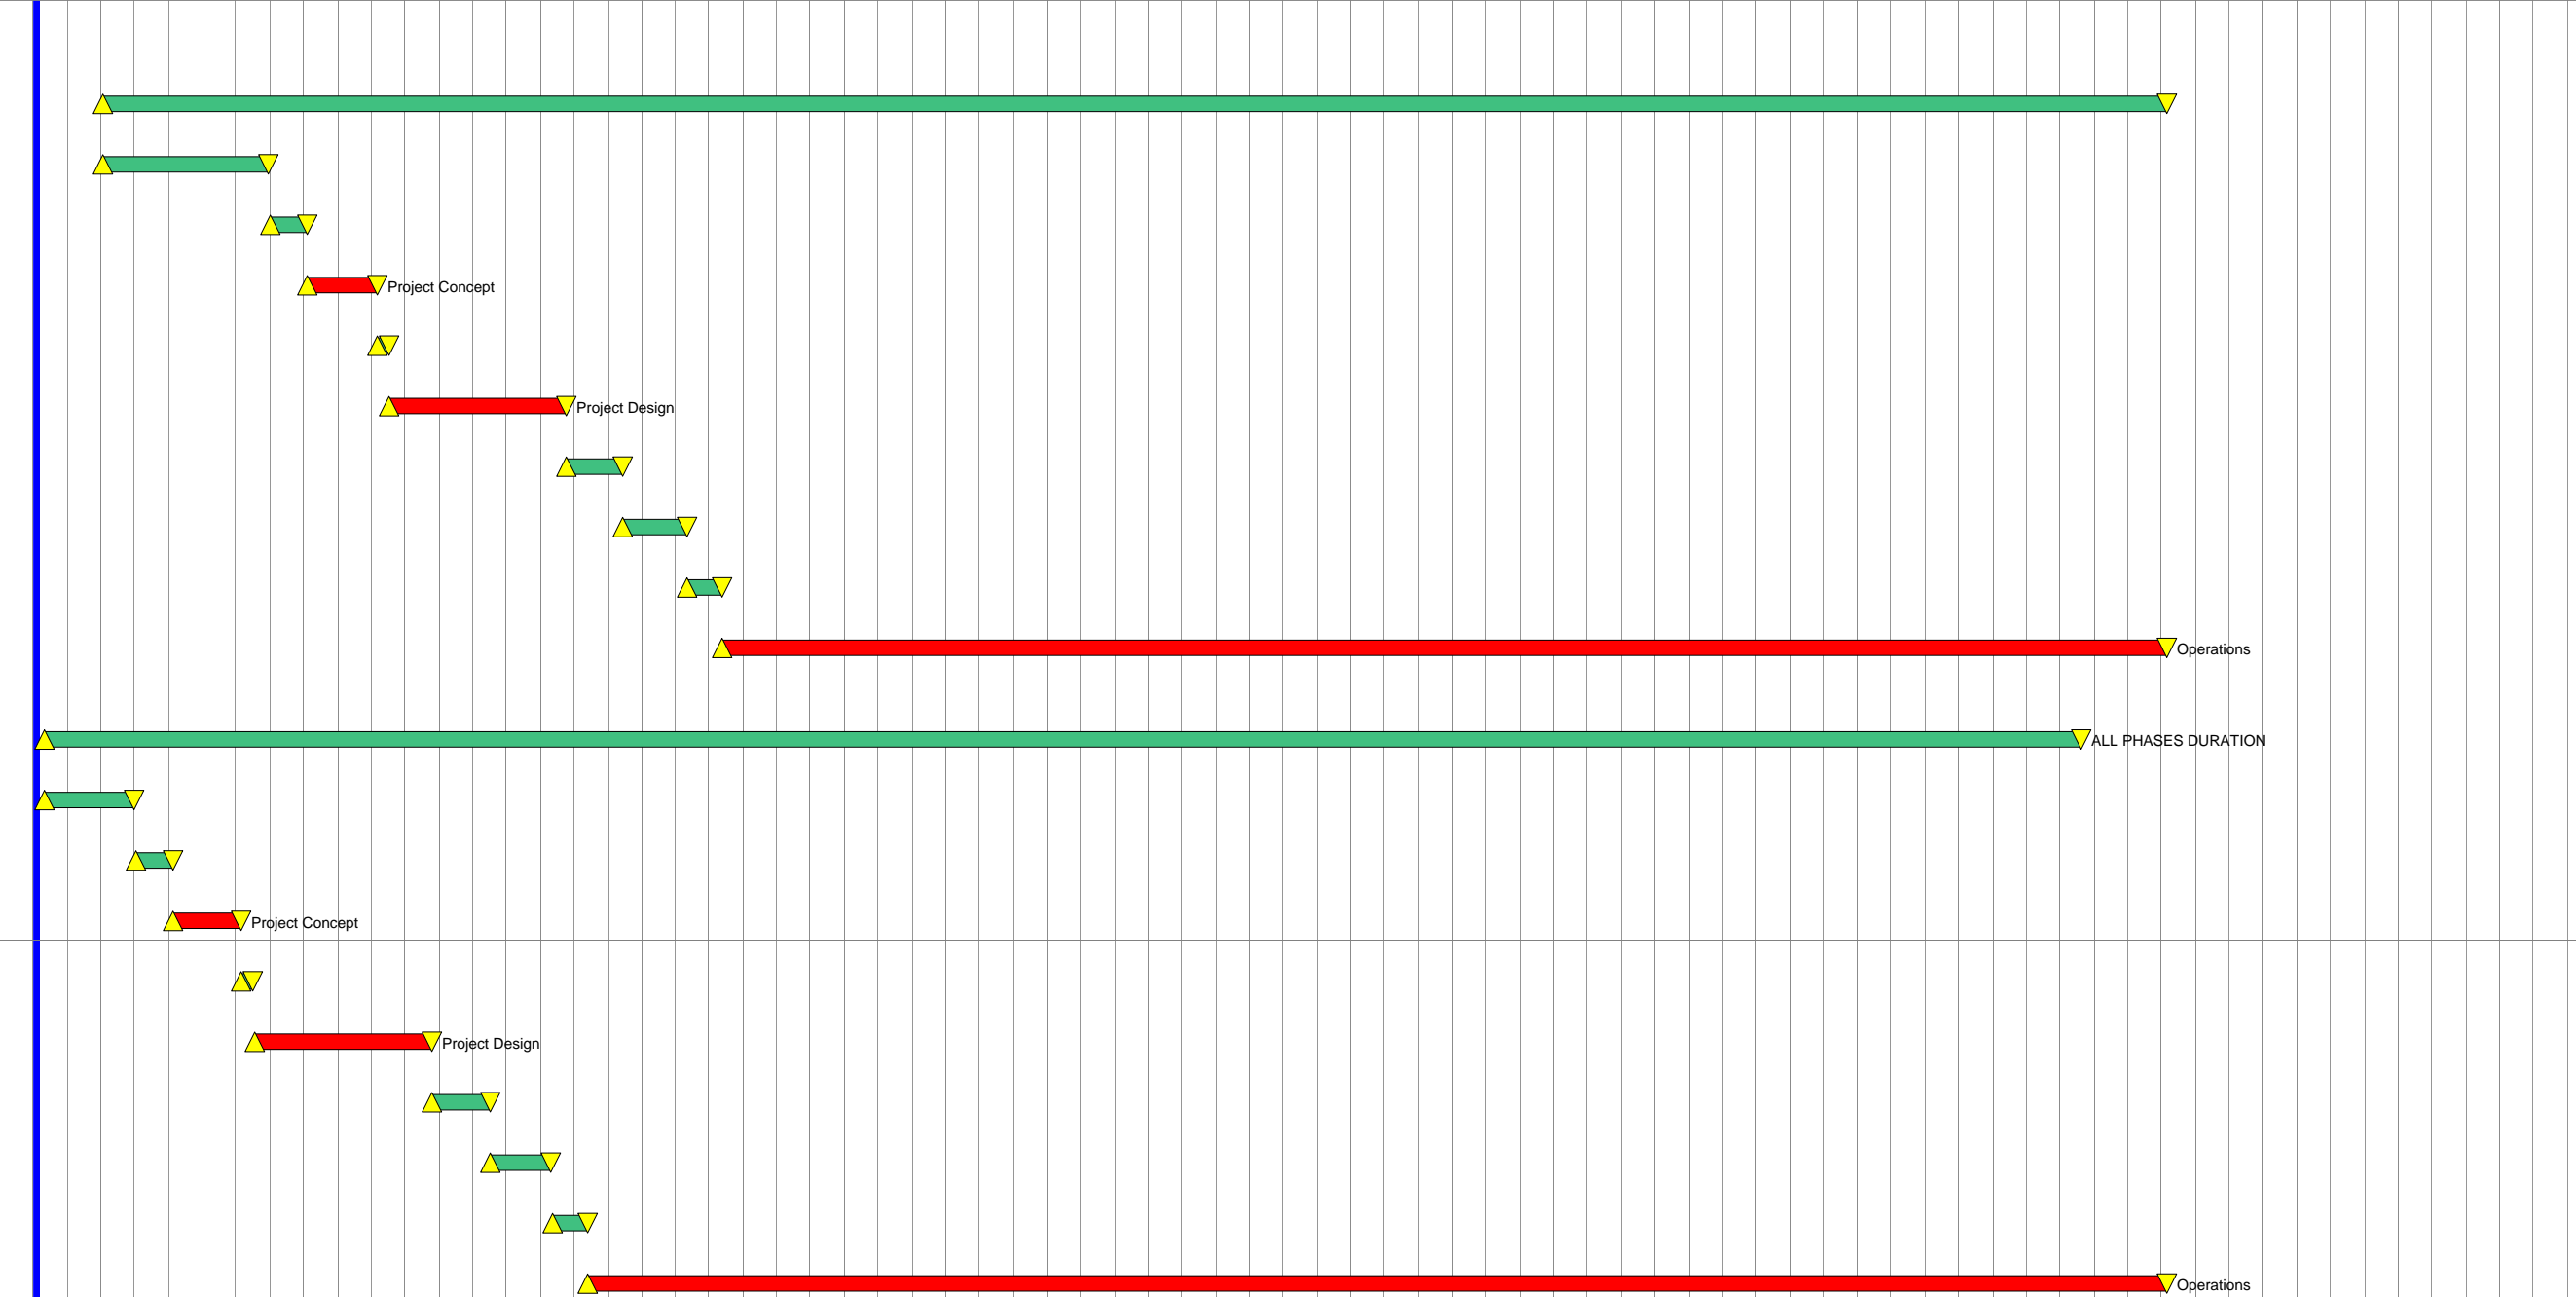 Project Concept
Project Design
Operations
ALL PHASES DURATION
Project Concept
Project Design
Operations